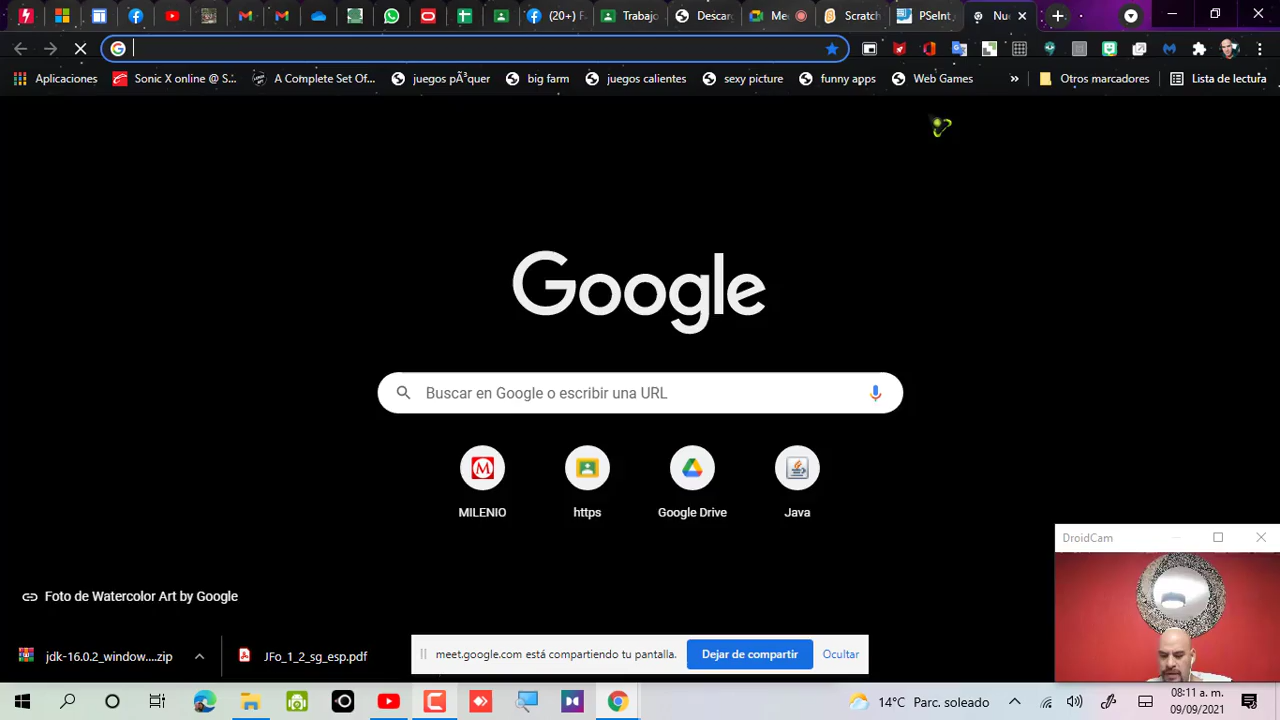 (20+) F
Trabajo
Descar
Me
Scratch
PSeInt
Nue
Aplicaciones
Sonic X online @ S...
A Complete Set Of...
juegos pÃ³quer
big farm
juegos calientes
sexy picture
funny apps
Web Games
»
Otros marcadores
Lista de lectura
Google
Buscar en Google o escribir una URL
MILENIO
https
Google Drive
Java
DroidCam
Foto de Watercolor Art by Google
jdk-16.0.2_window....zip
JFo_1_2_sg_esp.pdf
meet.google.com está compartiendo tu pantalla.
Dejar de compartir
Ocultar
14°C Parc. soleado
08:11 a. m.
09/09/2021